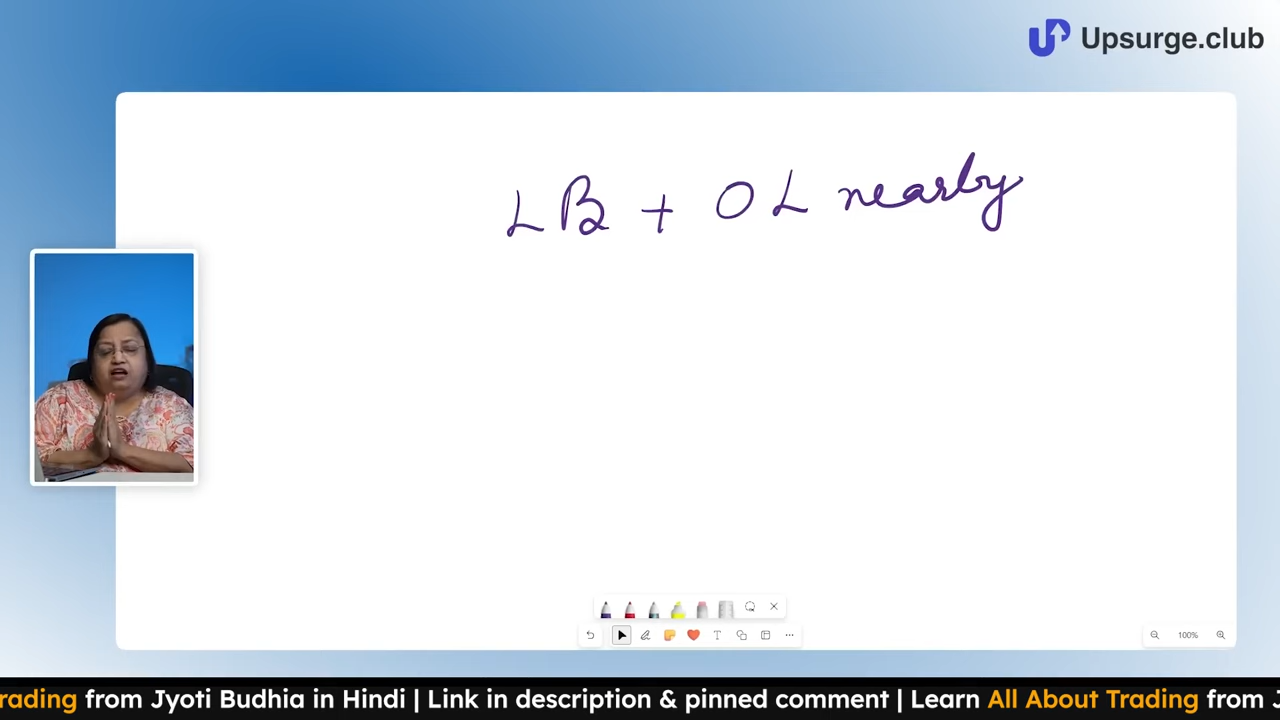 Upsurge.club
LB + OL nearby
100%
rading from Jyoti Budhia in Hindi | Link in description & pinned comment | Learn All About Trading from J